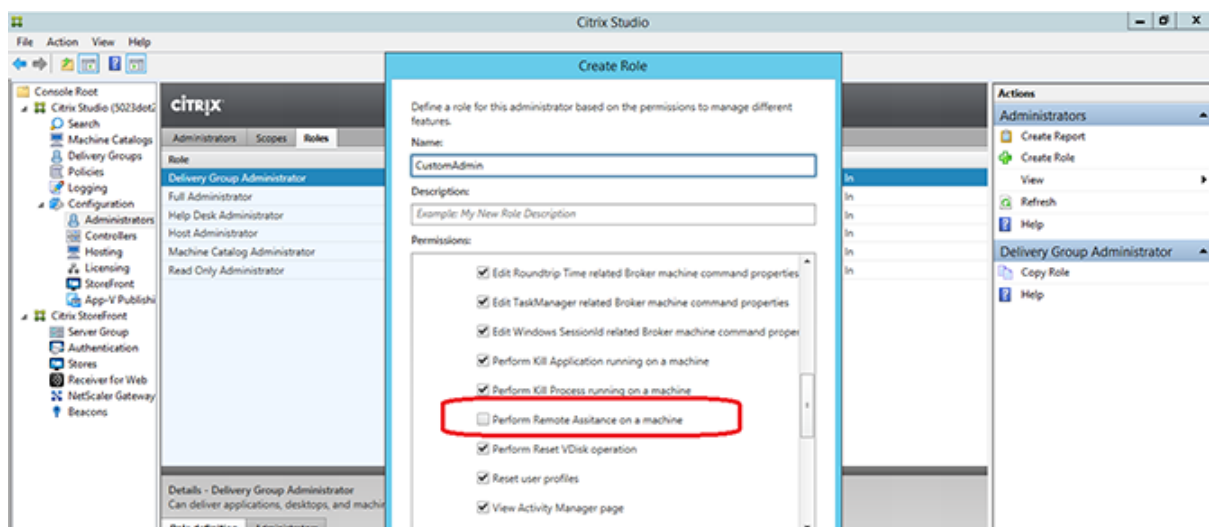 Citrix Studio
File Action View Help
Console Root
Citrix Studio (5023det2
Search
Machine Catalogs
Delivery Groups
Policies
Logging
Configuration
Administrators
Controllers
Hosting
Licensing
StoreFront
App-V Publishi
Citrix StoreFront
Server Group
Authentication
Stores
Receiver for Web
NetScaler Gateway
Beacons
CITRIX
Administrators Scopes Roles
Role
Delivery Group Administrator
Full Administrator
Help Desk Administrator
Host Administrator
Machine Catalog Administrator
Read Only Administrator
Details - Delivery Group Administrator
Can deliver applications, desktops, and machin
Role definition Administrators
Create Role
Define a role for this administrator based on the permissions to manage different
features.
Name:
CustomAdmin
Description:
Example: My New Role Description
Permissions:
Edit Roundtrip Time related Broker machine command properties
Edit TaskManager related Broker machine command properties
Edit Windows SessionId related Broker machine command proper
Perform Kill Application running on a machine
Perform Kill Process running on a machine
Perform Remote Assitance on a machine
Perform Reset VDisk operation
Reset user profiles
View Activity Manager page
In
In
In
In
In
In
Actions
Administrators
Create Report
Create Role
View
Refresh
Help
Delivery Group Administrator
Copy Role
Help